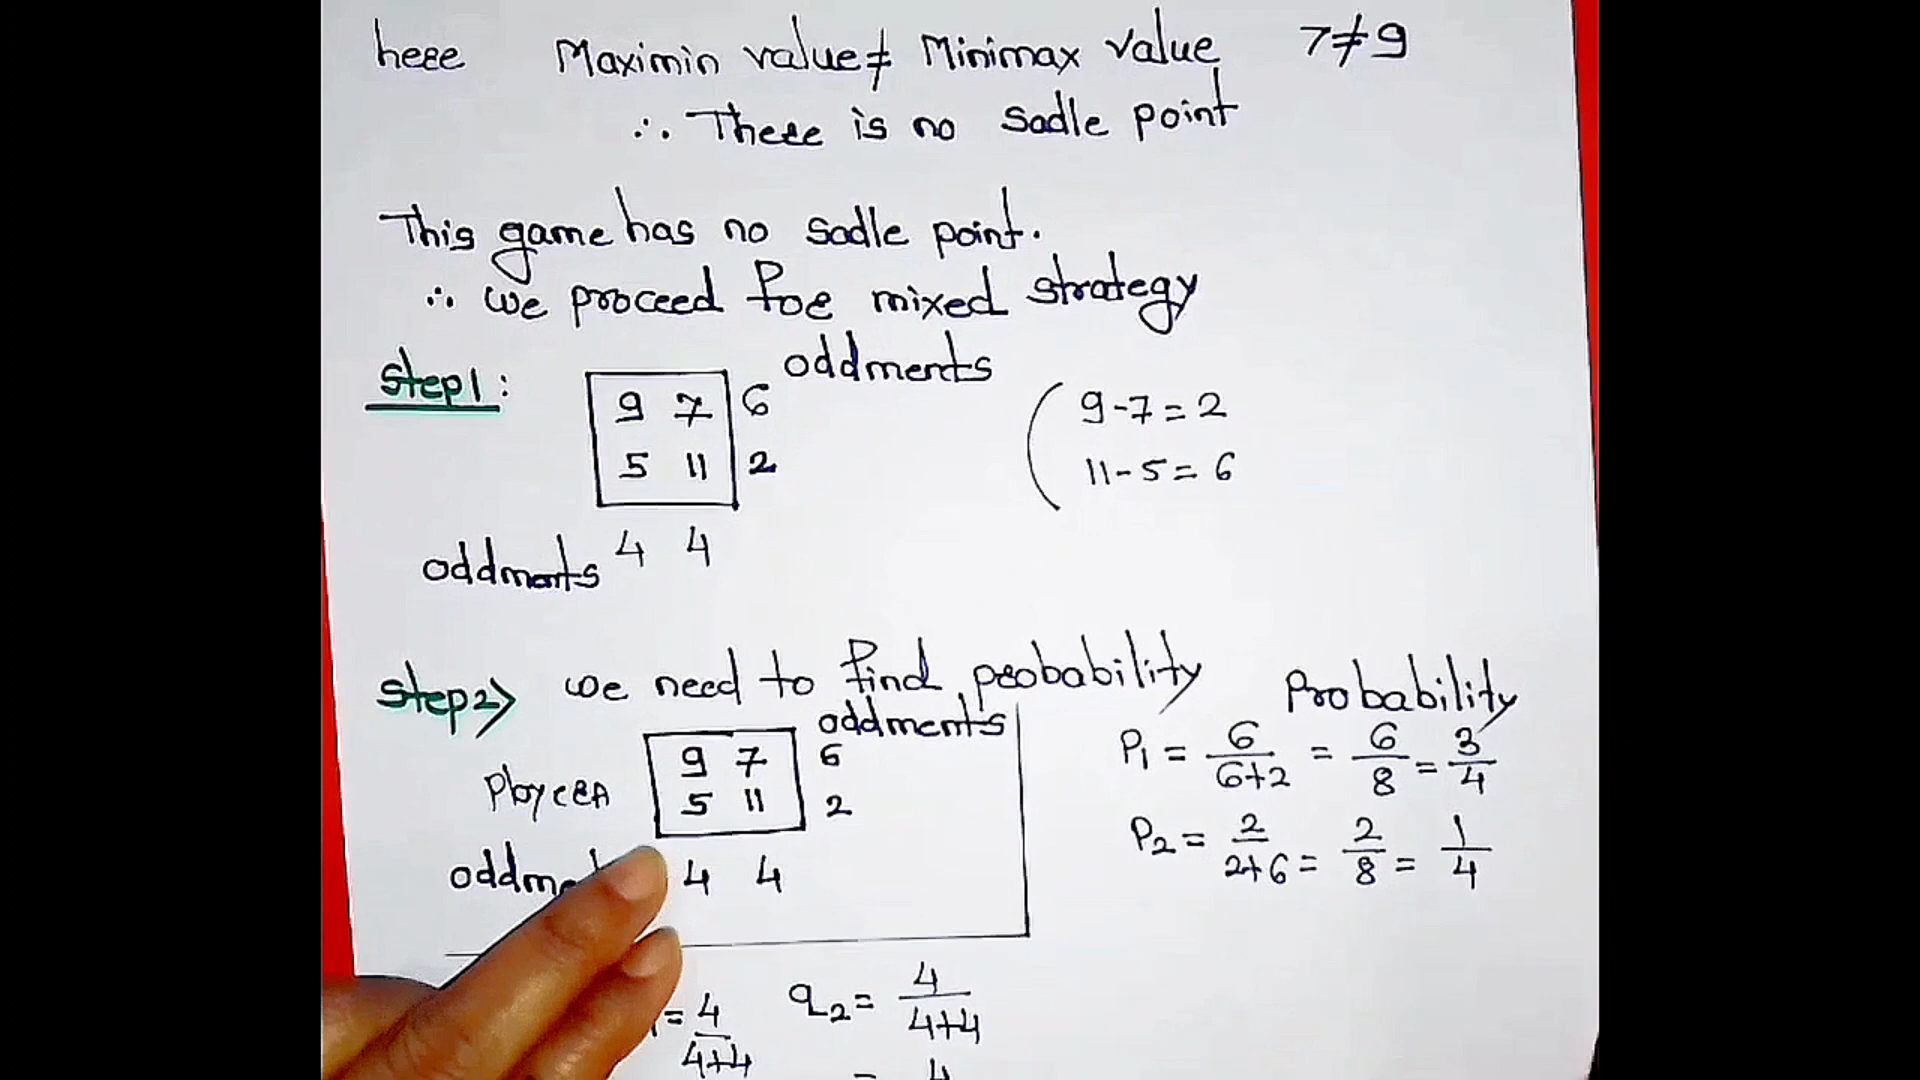 here Maximin value ≠ Minimax value 7≠9
∴ There is no sadle point
This game has no sadle point.
∴ we proceed for mixed strategy
Step1: oddments
9 7 6 9-7=2
5 11 2 11-5=6
oddments 4 4
Step2> we need to find probability Probability
oddments
9 7 6 P1 = 6/6+2 = 6/8 = 3/4
Player A 5 11 2
P2 = 2/2+6 = 2/8 = 1/4
4 4
= 4/4+4 q2 = 4/4+4
= 4